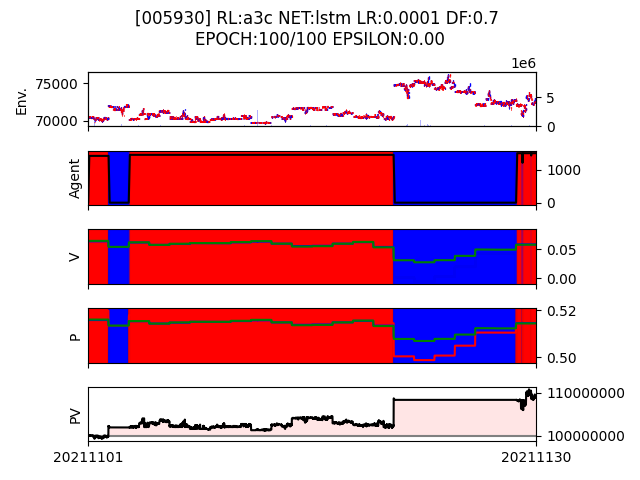 [005930] RL:a3c NET:lstm LR:0.0001 DF:0.7
EPOCH:100/100 EPSILON:0.00
1e6
Env.
75000
70000
5
0
Agent
1000
0
V
0.05
0.00
P
0.52
0.50
PV
110000000
100000000
20211101
20211130